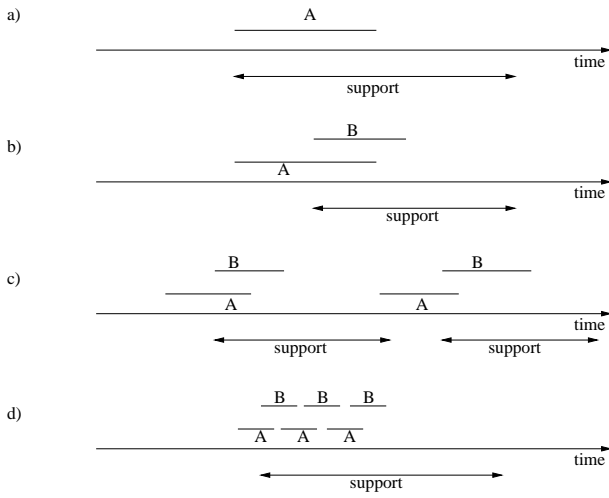 a)
A
time
support
b)
B
A
time
support
c)
B B
A A
time
support support
d)
B B B
A A A
time
support